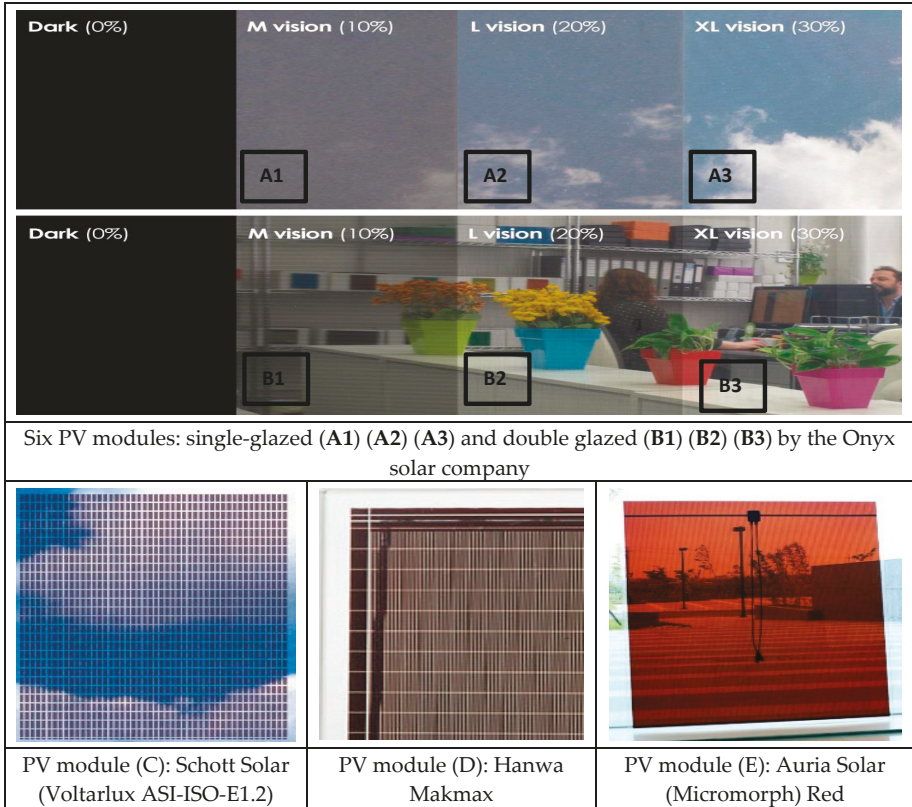 Dark (0%) M vision (10%) L vision (20%) XL vision (30%)
A1 A2 A3
Dark (0%) M vision (10%) L vision (20%) XL vision (30%)
B1 B2 B3
Six PV modules: single-glazed (A1) (A2) (A3) and double glazed (B1) (B2) (B3) by the Onyx
solar company
PV module (C): Schott Solar
(Voltarlux ASI-ISO-E1.2)
PV module (D): Hanwa
Makmax
PV module (E): Auria Solar
(Micromorph) Red